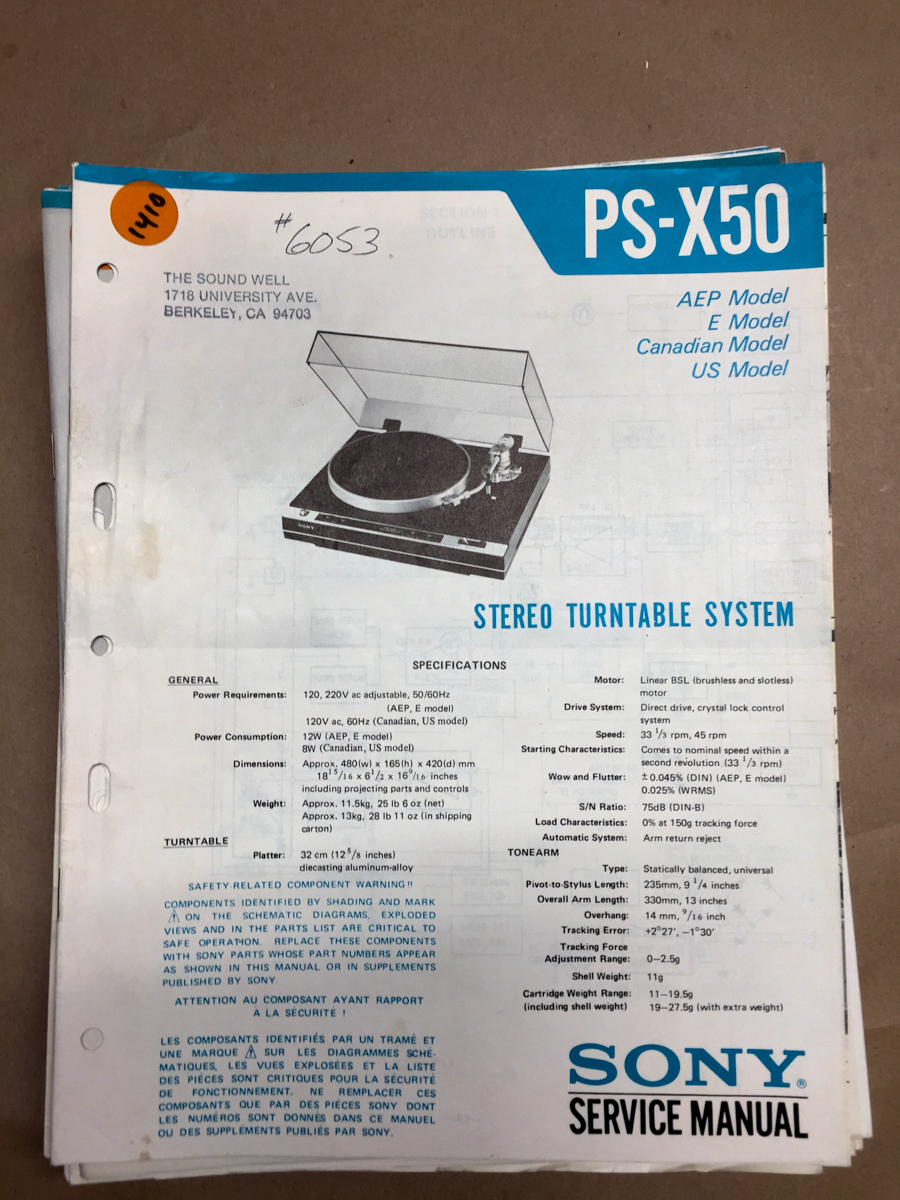 1410
#6053
PS-X50
THE SOUND WELL
1718 UNIVERSITY AVE.
BERKELEY, CA 94703
AEP Model
E Model
Canadian Model
US Model
SONY
STEREO TURNTABLE SYSTEM
SPECIFICATIONS
GENERAL
Power Requirements: 120, 220V ac adjustable, 50/60Hz
(AEP, E model)
120V ac, 60Hz (Canadian, US model)
Power Consumption: 12W (AEP, E model)
8W (Canadian, US model)
Dimensions: Approx. 480(w) x 165(h) x 420(d) mm
18 15/16 x 6 1/2 x 16 9/16 inches
including projecting parts and controls
Weight: Approx. 11.5kg, 25 lb 6 oz (net)
Approx. 13kg, 28 lb 11 oz (in shipping
carton)
TURNTABLE
Platter: 32 cm (12 5/8 inches)
diecasting aluminum-alloy
SAFETY-RELATED COMPONENT WARNING!!
COMPONENTS IDENTIFIED BY SHADING AND MARK
⚠ ON THE SCHEMATIC DIAGRAMS, EXPLODED
VIEWS AND IN THE PARTS LIST ARE CRITICAL TO
SAFE OPERATION. REPLACE THESE COMPONENTS
WITH SONY PARTS WHOSE PART NUMBERS APPEAR
AS SHOWN IN THIS MANUAL OR IN SUPPLEMENTS
PUBLISHED BY SONY.
ATTENTION AU COMPOSANT AYANT RAPPORT
À LA SÉCURITÉ !
LES COMPOSANTS IDENTIFIÉS PAR UN TRAMÉ ET
UNE MARQUE ⚠ SUR LES DIAGRAMMES SCHÉ-
MATIQUES, LES VUES EXPLOSÉES ET LA LISTE
DES PIÉCES SONT CRITIQUES POUR LA SÉCURITÉ
DE FONCTIONNEMENT. NE REMPLACER CES
COMPOSANTS QUE PAR DES PIÉCES SONY DONT
LES NUMÉROS SONT DONNÉS DANS CE MANUEL
OU DES SUPPLÉMENTS PUBLIÉS PAR SONY.
Motor: Linear BSL (brushless and slotless)
motor
Drive System: Direct drive, crystal lock control
system
Speed: 33 1/3 rpm, 45 rpm
Starting Characteristics: Comes to nominal speed within a
second revolution (33 1/3 rpm)
Wow and Flutter: ±0.045% (DIN) (AEP, E model)
0.025% (WRMS)
S/N Ratio: 75dB (DIN-B)
Load Characteristics: 0% at 150g tracking force
Automatic System: Arm return reject
TONEARM
Type: Statically balanced, universal
Pivot-to-Stylus Length: 235mm, 9 1/4 inches
Overall Arm Length: 330mm, 13 inches
Overhang: 14 mm, 9/16 inch
Tracking Error: +2°27', −1°30'
Tracking Force
Adjustment Range: 0–2.5g
Shell Weight: 11g
Cartridge Weight Range: 11–19.5g
(including shell weight) 19–27.5g (with extra weight)
SONY®
SERVICE MANUAL